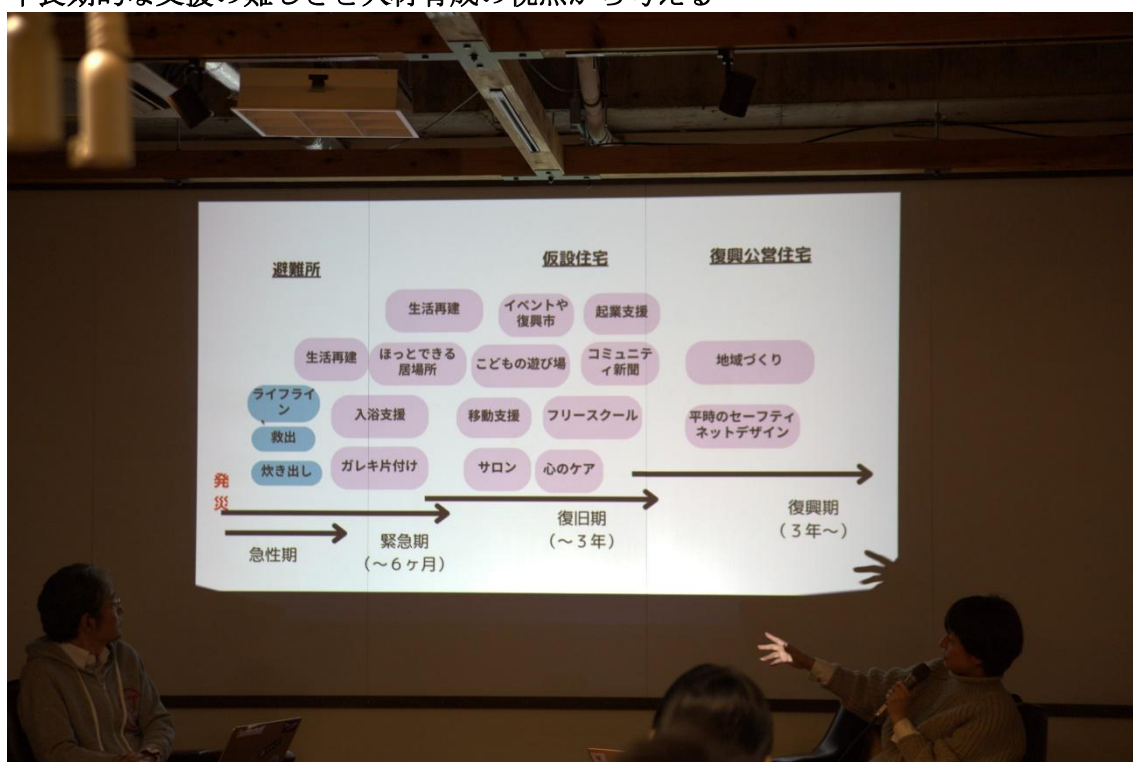 中長期的な支援の難しさを人材育成の視点から考える
避難所
仮設住宅
復興公営住宅
生活再建
イベントや
復興市
起業支援
生活再建
ほっとできる
居場所
こどもの遊び場
コミュニテ
ィ新聞
地域づくり
ライフライ
ン
入浴支援
移動支援
フリースクール
平時のセーフティ
ネットデザイン
救出
炊き出し
ガレキ片付け
サロン
心のケア
発
災
急性期
緊急期
(~6ヶ月)
復旧期
(~3年)
復興期
(3年~)